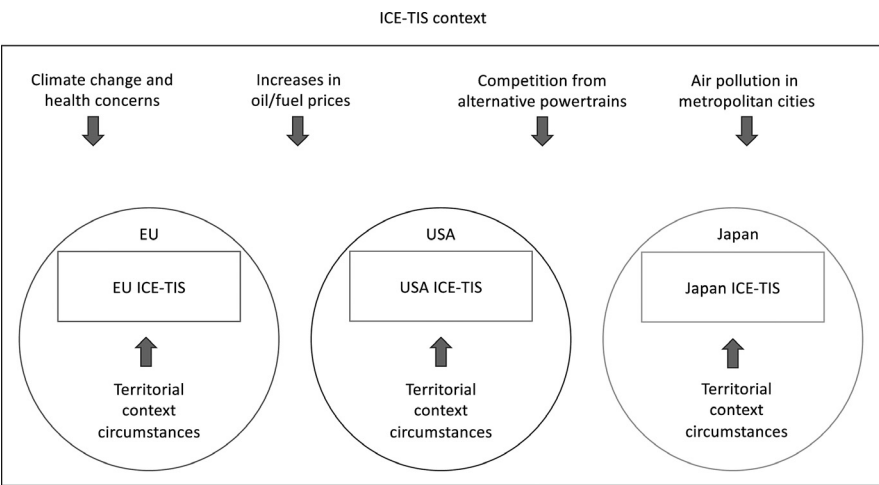 ICE-TIS context
Climate change and
health concerns
Increases in
oil/fuel prices
Competition from
alternative powertrains
Air pollution in
metropolitan cities
EU
EU ICE-TIS
Territorial
context
circumstances
USA
USA ICE-TIS
Territorial
context
circumstances
Japan
Japan ICE-TIS
Territorial
context
circumstances